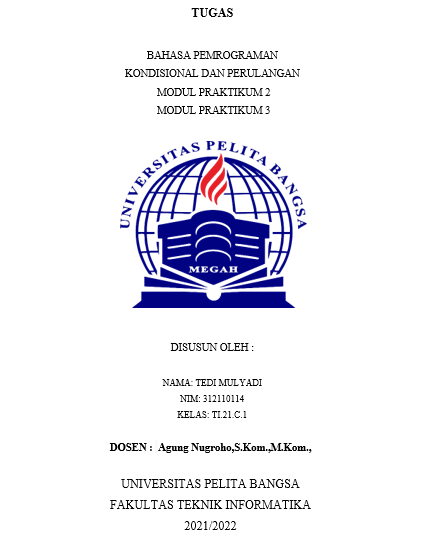 TUGAS
BAHASA PEMROGRAMAN
KONDISIONAL DAN PERULANGAN
MODUL PRAKTIKUM 2
MODUL PRAKTIKUM 3
UNIVERSITAS PELITA BANGSA
MEGAH
DISUSUN OLEH :
NAMA: TEDI MULYADI
NIM: 312110114
KELAS: TI.21.C.1
DOSEN : Agung Nugroho,S.Kom.,M.Kom.,
UNIVERSITAS PELITA BANGSA
FAKULTAS TEKNIK INFORMATIKA
2021/2022